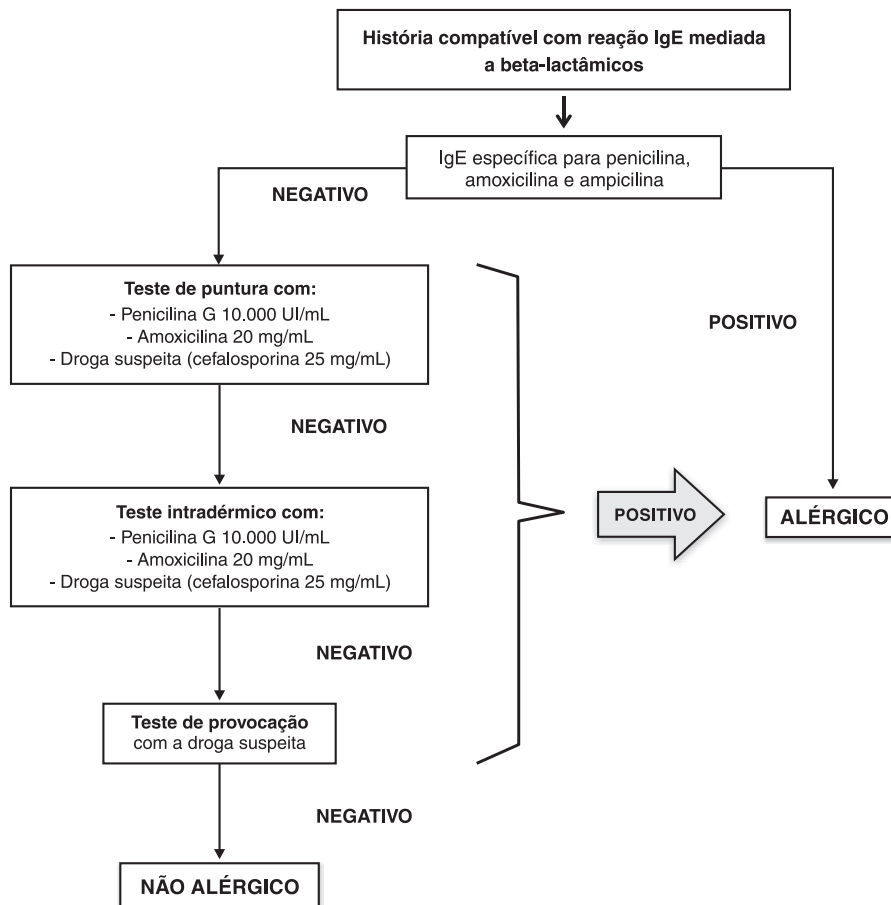 História compatível com reação IgE mediada
a beta-lactâmicos
IgE específica para penicilina,
amoxicilina e ampicilina
NEGATIVO
POSITIVO
Teste de puntura com:
- Penicilina G 10.000 UI/mL
- Amoxicilina 20 mg/mL
- Droga suspeita (cefalosporina 25 mg/mL)
NEGATIVO
Teste intradérmico com:
- Penicilina G 10.000 UI/mL
- Amoxicilina 20 mg/mL
- Droga suspeita (cefalosporina 25 mg/mL)
POSITIVO
ALÉRGICO
NEGATIVO
Teste de provocação
com a droga suspeita
NEGATIVO
NÃO ALÉRGICO